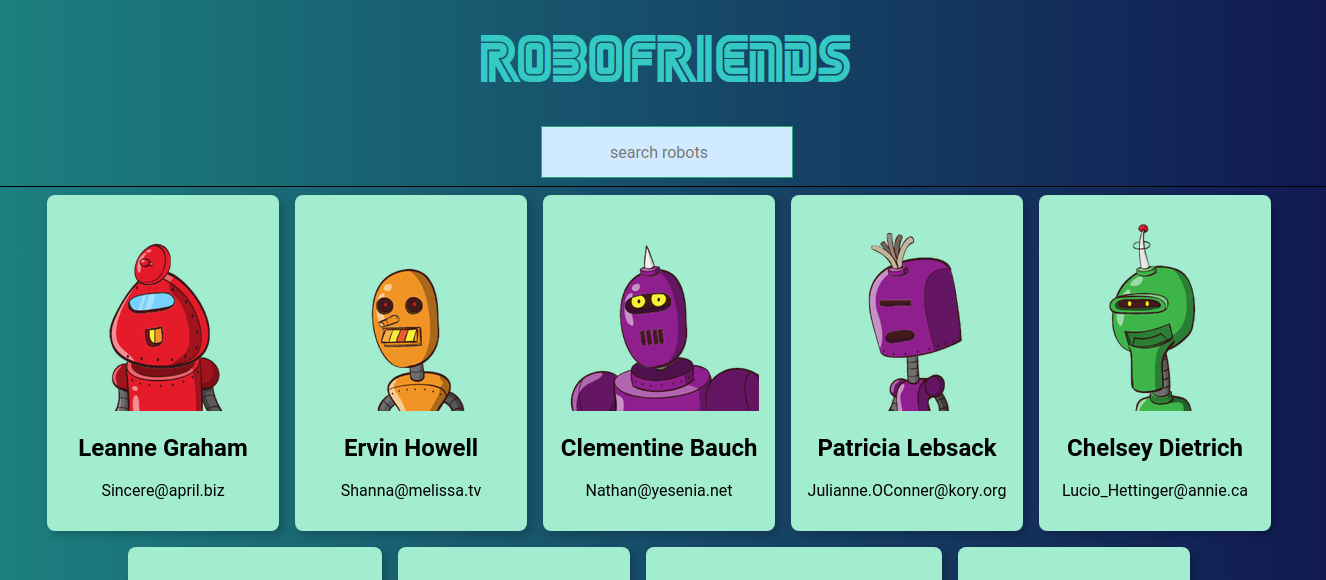 ROBOFRIENDS
search robots
Leanne Graham
Ervin Howell
Clementine Bauch
Patricia Lebsack
Chelsey Dietrich
Sincere@april.biz
Shanna@melissa.tv
Nathan@yesenia.net
Julianne.OConner@kory.org
Lucio_Hettinger@annie.ca